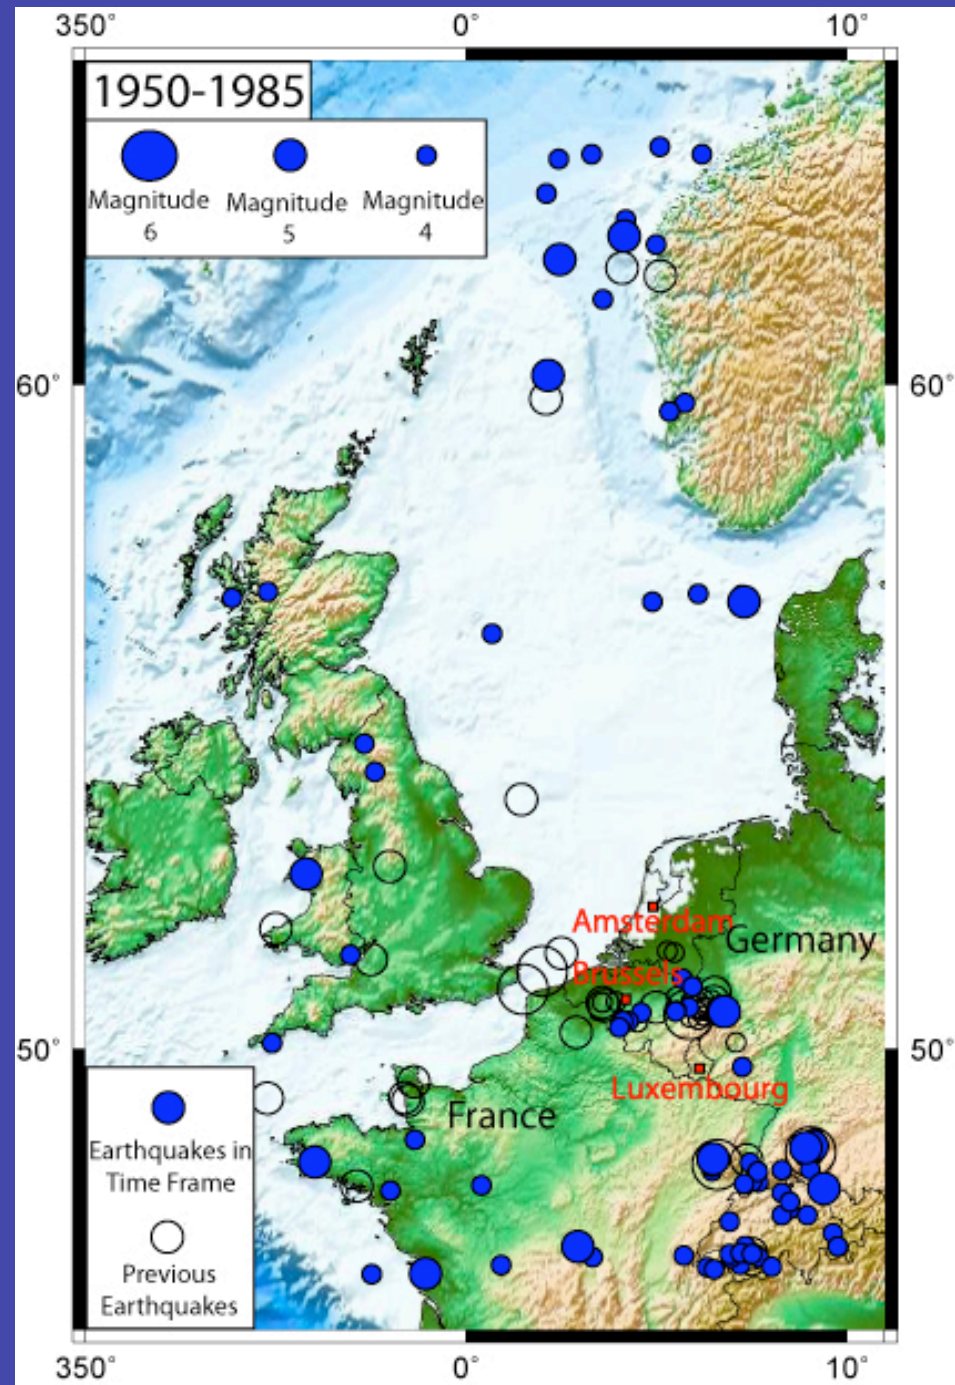 350° 0° 10°
1950-1985
Magnitude Magnitude Magnitude
6 5 4
60° 60°
Amsterdam
Germany
Brussels
50° 50°
Luxembourg
France
Earthquakes in
Time Frame
Previous
Earthquakes
350° 0° 10°